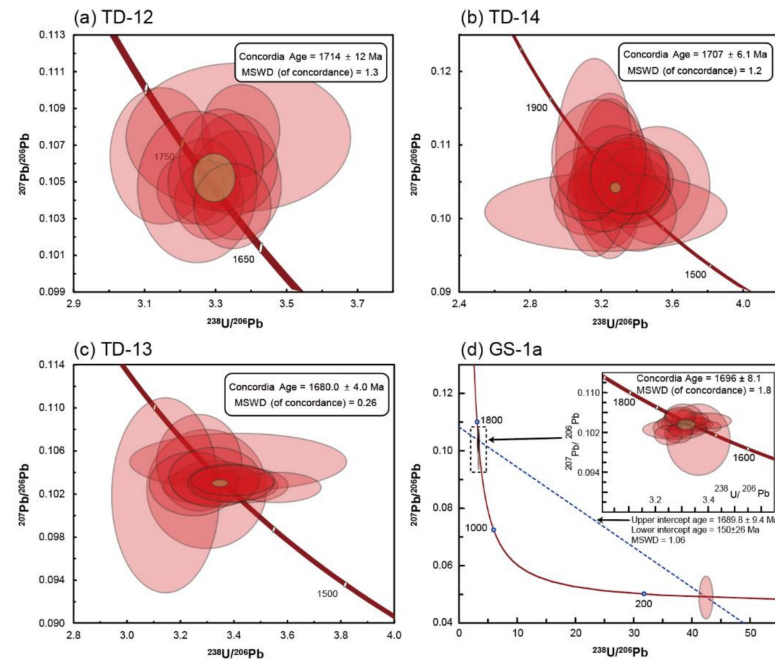 (a) TD-12
0.113
0.111
0.109
0.107
0.105
0.103
0.101
0.099
207Pb/206Pb
Concordia Age = 1714 ± 12 Ma
MSWD (of concordance) = 1.3
1750
1650
2.9 3.1 3.3 3.5 3.7
238U/206Pb
(b) TD-14
0.12
0.11
0.10
0.09
207Pb/206Pb
Concordia Age = 1707 ± 6.1 Ma
MSWD (of concordance) = 1.2
1900
1500
2.4 2.8 3.2 3.6 4.0
238U/206Pb
(c) TD-13
0.114
0.110
0.106
0.102
0.098
0.094
0.090
207Pb/206Pb
Concordia Age = 1680.0 ± 4.0 Ma
MSWD (of concordance) = 0.26
1500
2.8 3.0 3.2 3.4 3.6 3.8 4.0
238U/206Pb
(d) GS-1a
0.12
0.10
0.08
0.06
0.04
207Pb/206Pb
1800
1000
200
Concordia Age = 1696 ± 8.1
MSWD (of concordance) = 1.8
0.110
0.102
0.094
207Pb/ 206Pb
1800
1600
3.2 3.4
238U/ 206Pb
Upper intercept age = 1689.8 ± 9.4 Ma
Lower intercept age = 150±26 Ma
MSWD = 1.06
0 10 20 30 40 50
238U/206Pb